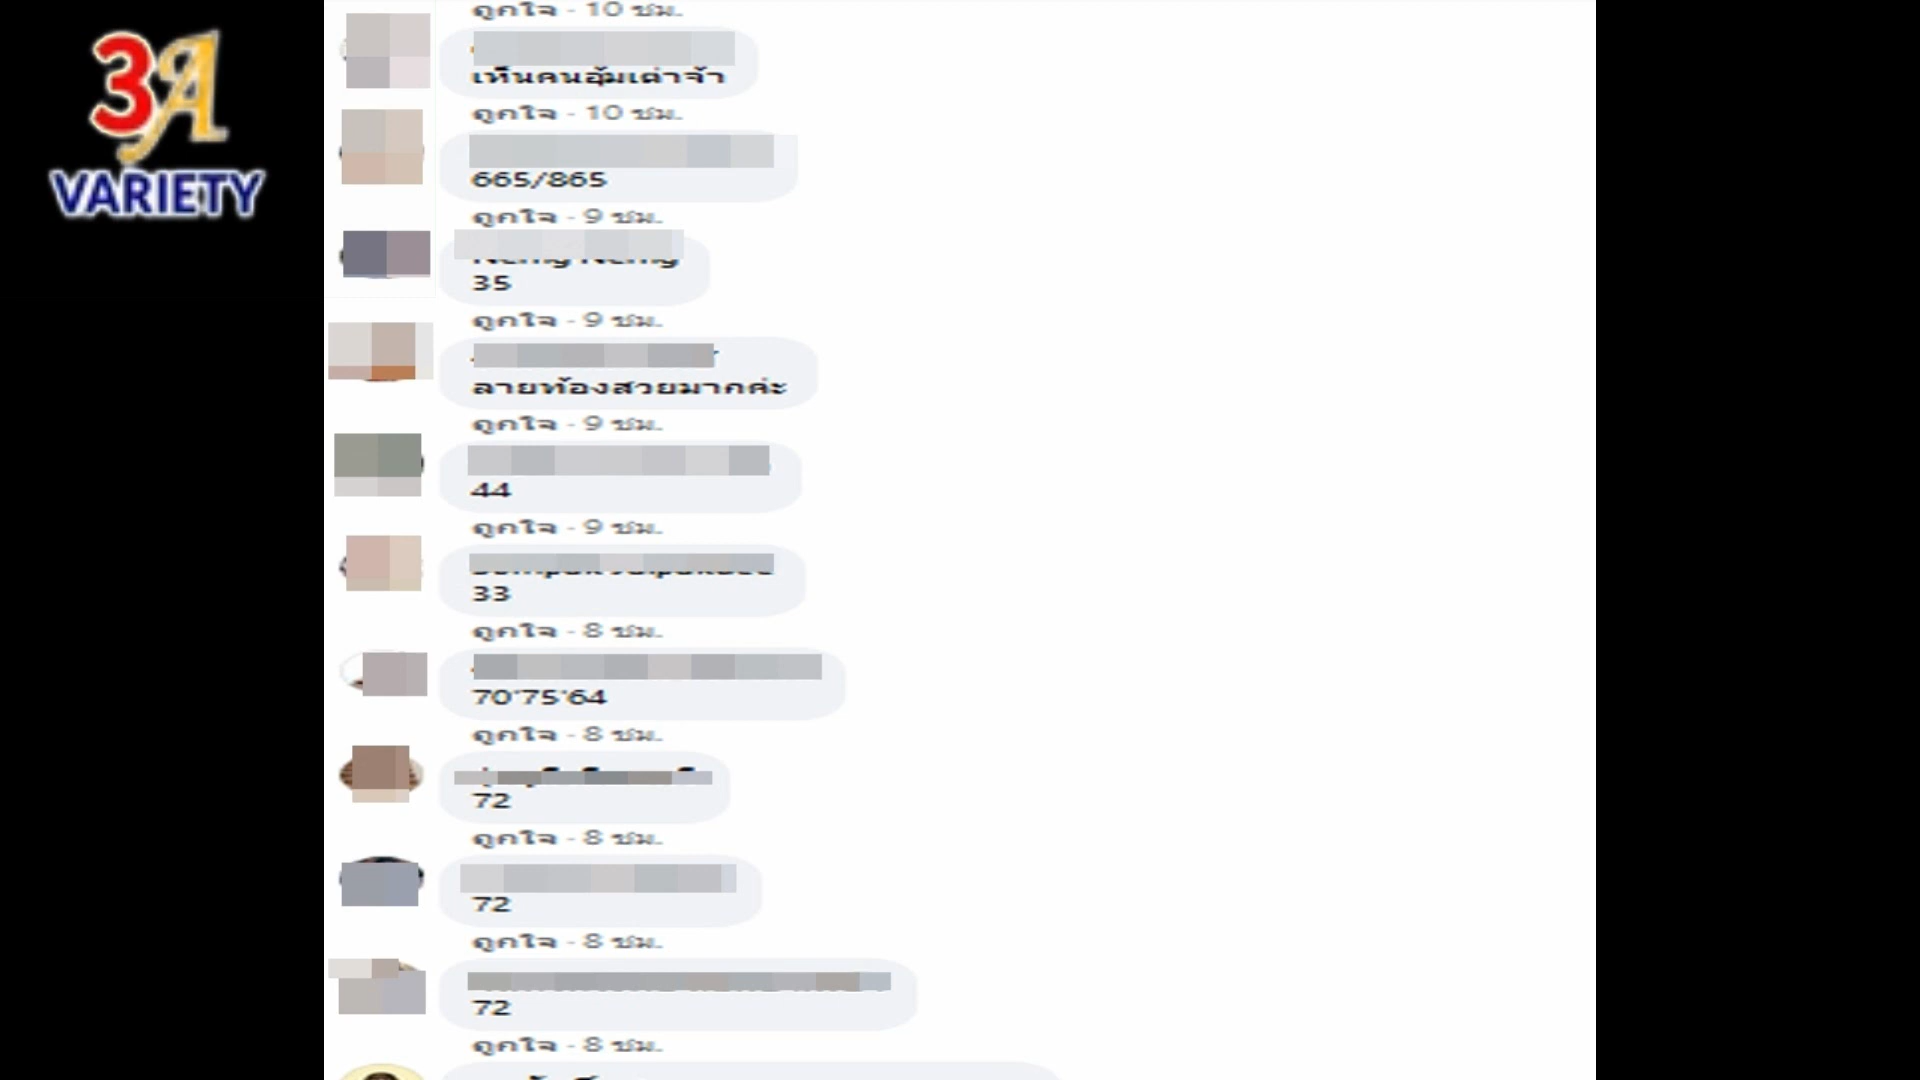 3A
VARIETY
ถูกใจ · 10 ชม.
เห็นคนอุ้มเต่าจ้า
ถูกใจ · 10 ชม.
665/865
ถูกใจ · 9 ชม.
35
ถูกใจ · 9 ชม.
ลายท้องสวยมากค่ะ
ถูกใจ · 9 ชม.
44
ถูกใจ · 9 ชม.
33
ถูกใจ · 8 ชม.
70'75'64
ถูกใจ · 8 ชม.
72
ถูกใจ · 8 ชม.
72
ถูกใจ · 8 ชม.
72
ถูกใจ · 8 ชม.